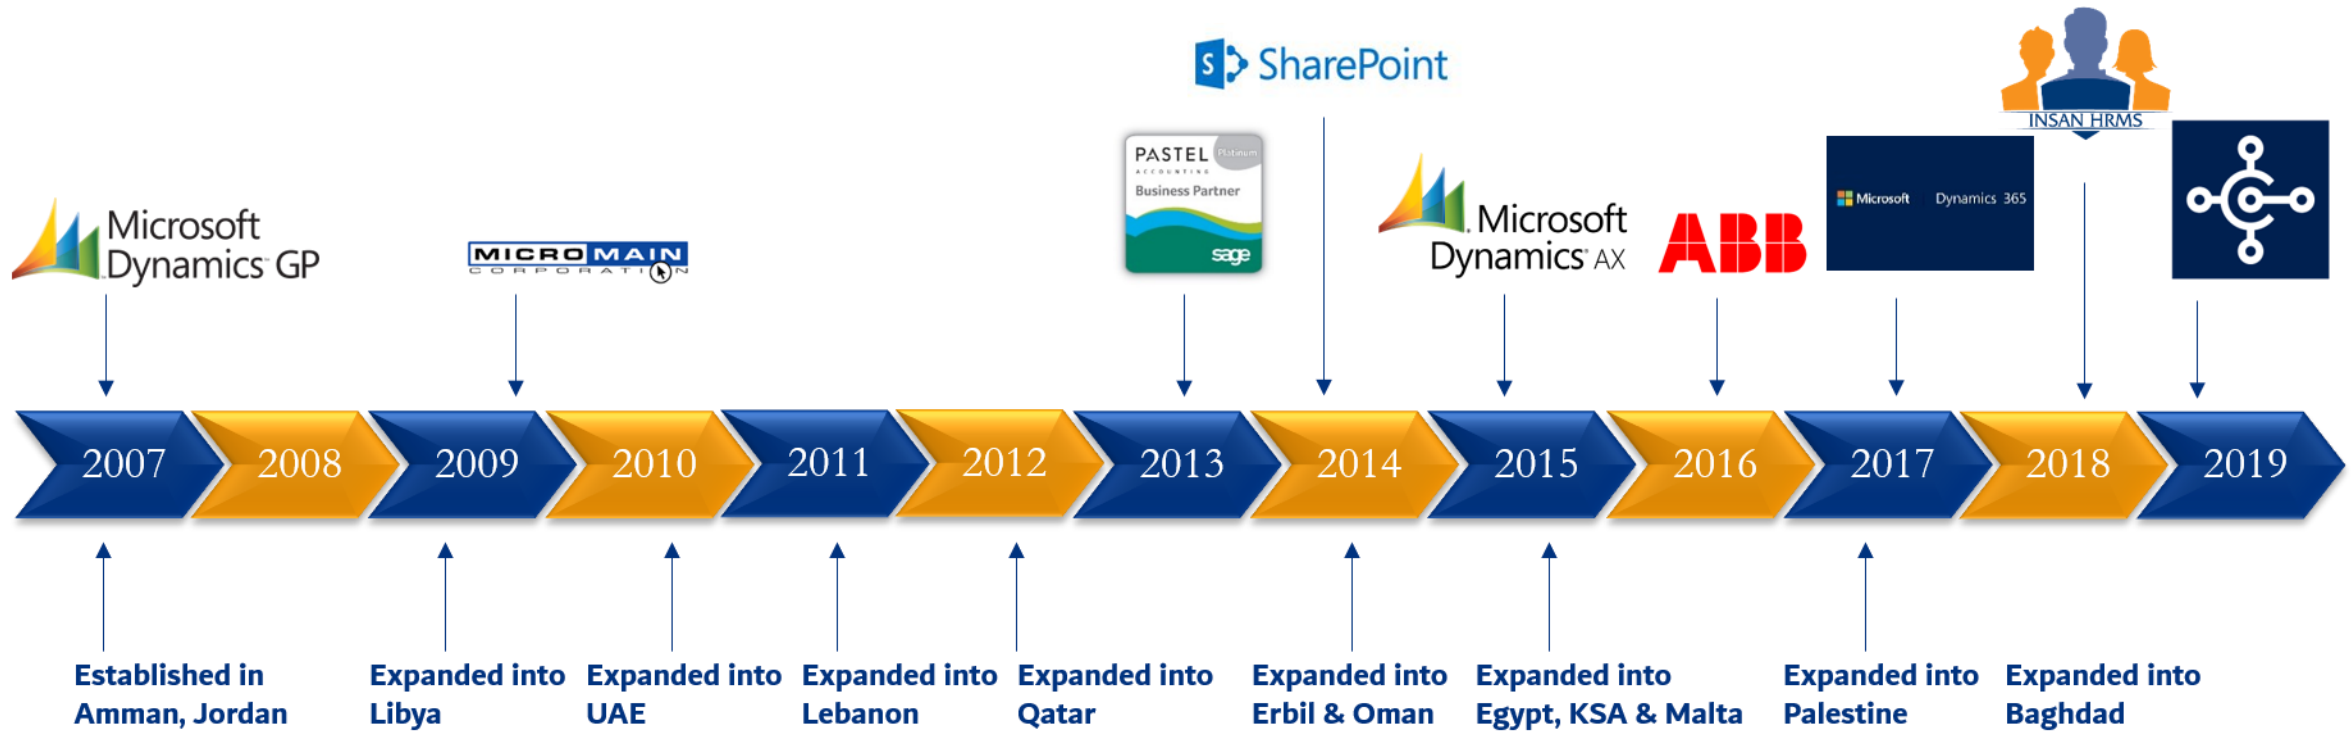 SharePoint
INSAN HRMS
PASTEL Platinum
ACCOUNTING
Business Partner
sage
Microsoft
Dynamics GP
MICROMAIN
CORPORATION
Microsoft
Dynamics AX
ABB
Microsoft Dynamics 365
2007
2008
2009
2010
2011
2012
2013
2014
2015
2016
2017
2018
2019
Established in
Amman, Jordan
Expanded into
Libya
Expanded into
UAE
Expanded into
Lebanon
Expanded into
Qatar
Expanded into
Erbil & Oman
Expanded into
Egypt, KSA & Malta
Expanded into
Palestine
Expanded into
Baghdad